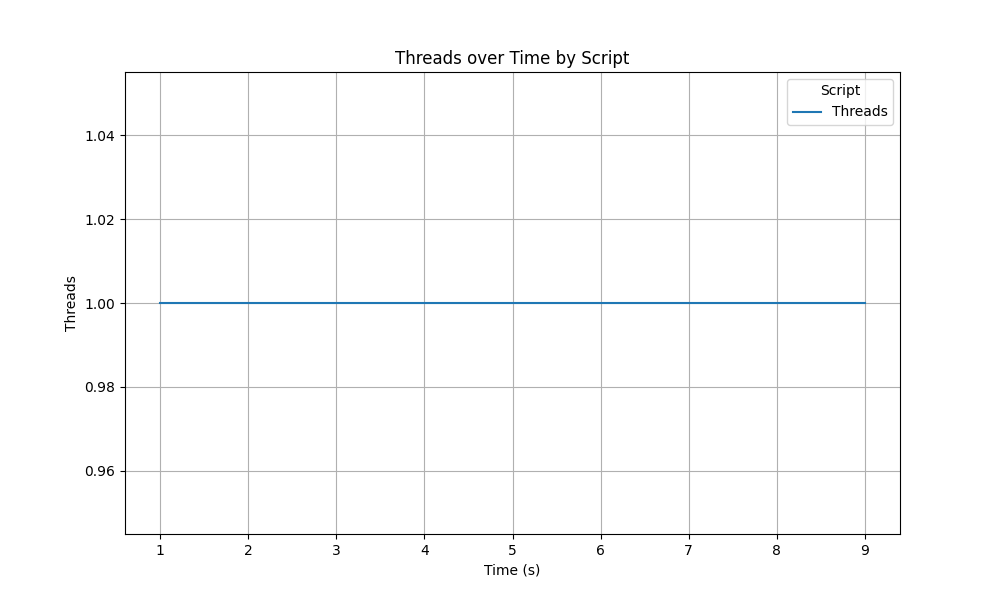 Threads over Time by Script
Script
Threads
1.04
1.02
1.00
0.98
0.96
Threads
1 2 3 4 5 6 7 8 9
Time (s)